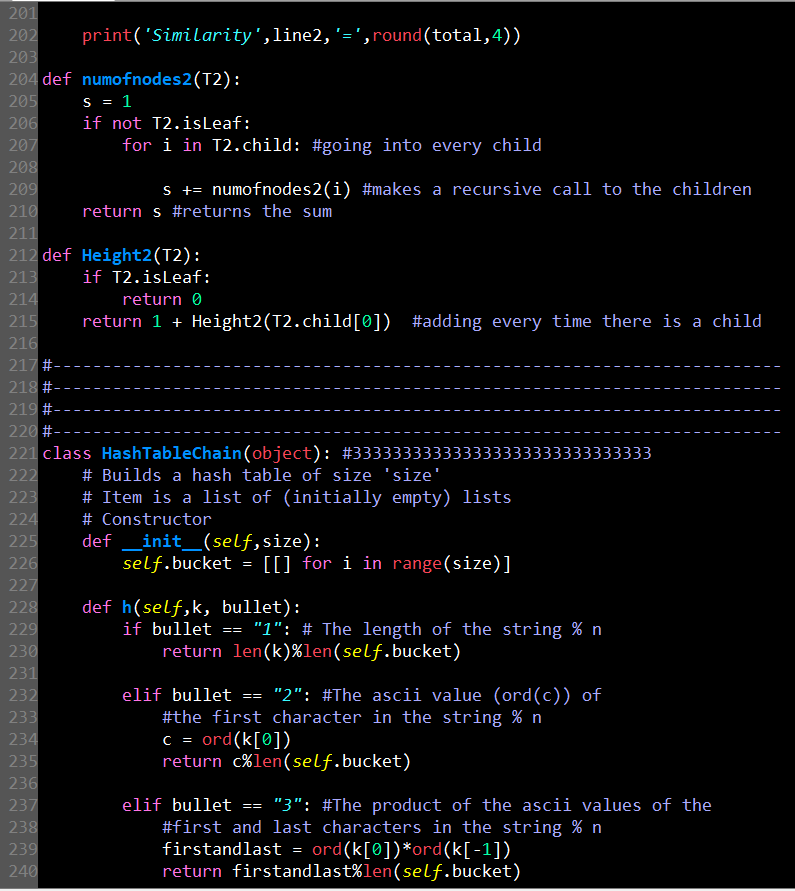 201
202     print('Similarity',line2,'=',round(total,4))
203
204 def numofnodes2(T2):
205     s = 1
206     if not T2.isLeaf:
207         for i in T2.child: #going into every child
208
209             s += numofnodes2(i) #makes a recursive call to the children
210     return s #returns the sum
211
212 def Height2(T2):
213     if T2.isLeaf:
214         return 0
215     return 1 + Height2(T2.child[0])  #adding every time there is a child
216
217 #-------------------------------------------------------------------------
218 #-------------------------------------------------------------------------
219 #-------------------------------------------------------------------------
220 #-------------------------------------------------------------------------
221 class HashTableChain(object): #333333333333333333333333333333
222     # Builds a hash table of size 'size'
223     # Item is a list of (initially empty) lists
224     # Constructor
225     def __init__(self,size):
226         self.bucket = [[] for i in range(size)]
227
228     def h(self,k, bullet):
229         if bullet == "1": # The length of the string % n
230             return len(k)%len(self.bucket)
231
232         elif bullet == "2": #The ascii value (ord(c)) of
233             #the first character in the string % n
234             c = ord(k[0])
235             return c%len(self.bucket)
236
237         elif bullet == "3": #The product of the ascii values of the
238             #first and last characters in the string % n
239             firstandlast = ord(k[0])*ord(k[-1])
240             return firstandlast%len(self.bucket)